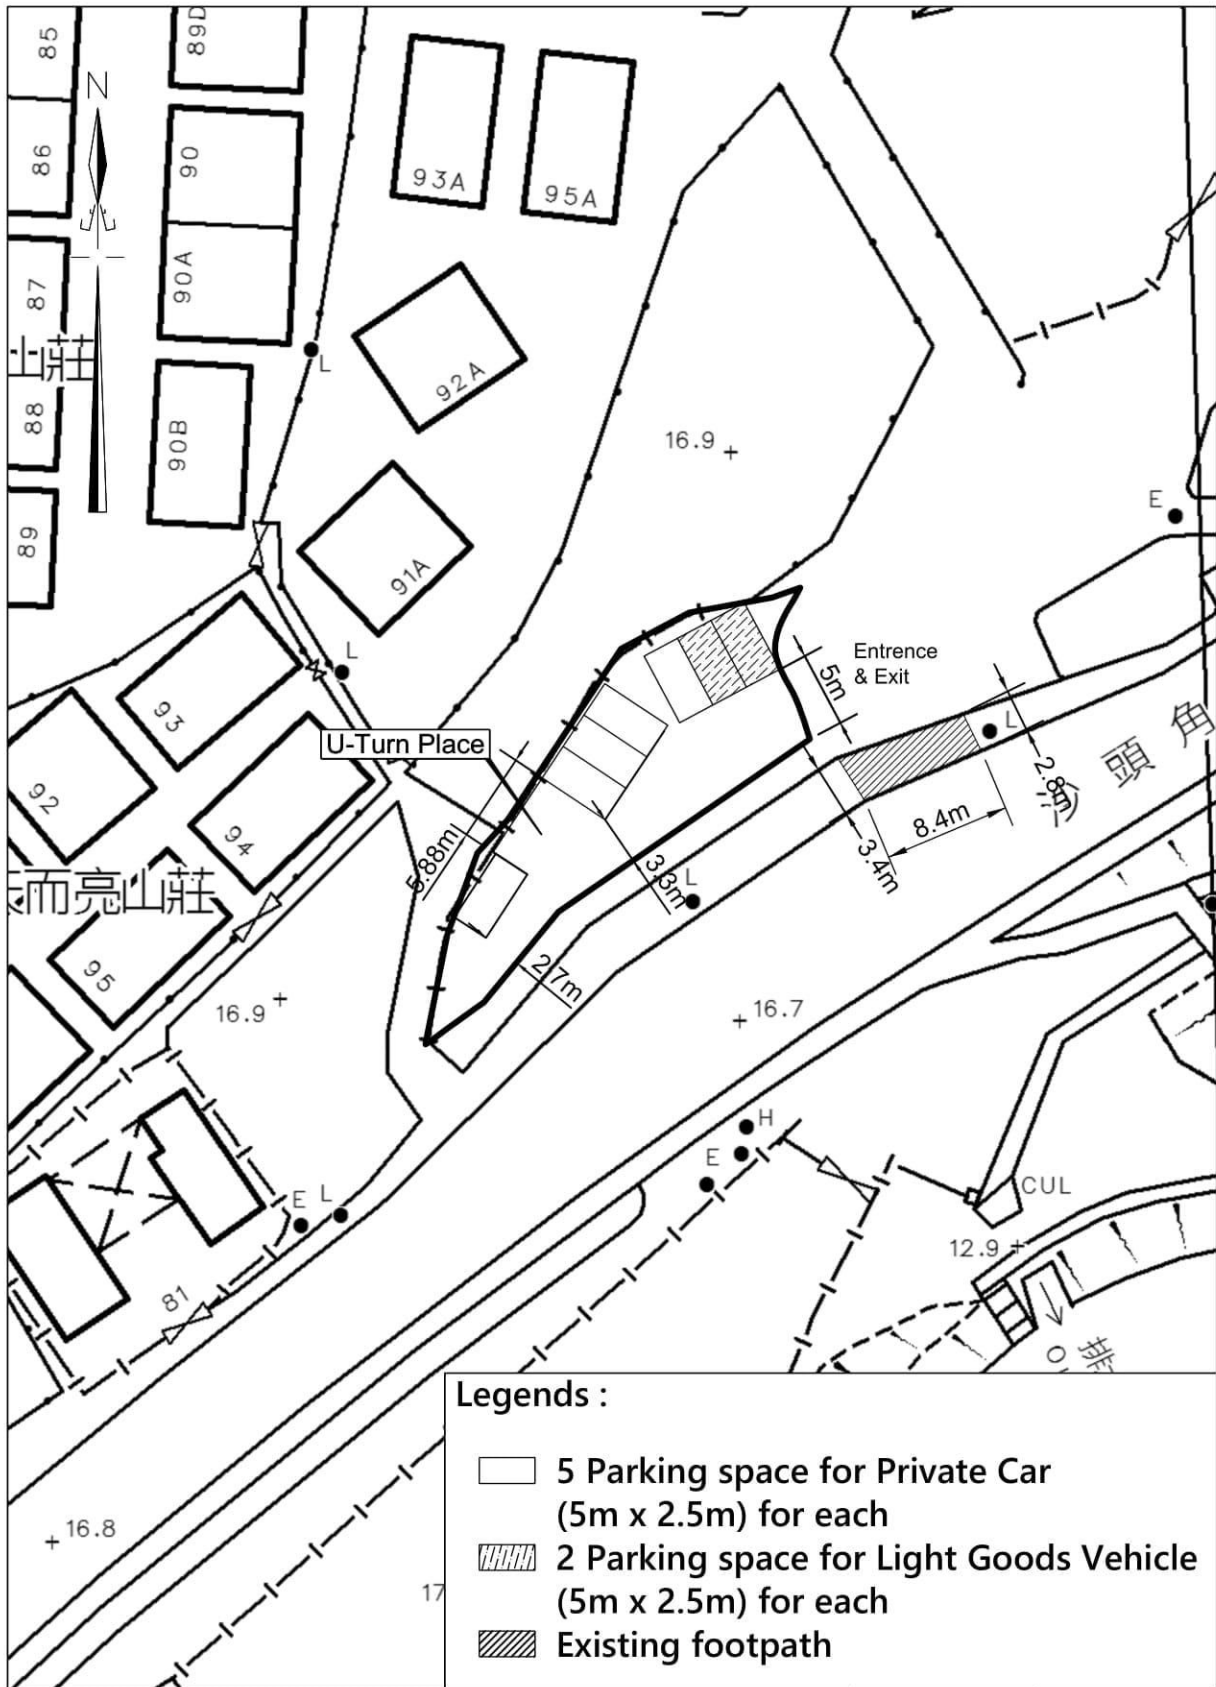 85
89D
N
86
90
93A
95A
90A
87
山莊
92A
88
90B
16.9
L
E
89
91A
93
L
Entrence
& Exit
5m
U-Turn Place
L
92
94
5.88m
2.8m
沙頭角
8.4m
3.4m
3.3m
L
而亮山莊
95
2.7m
16.9
16.7
H
E
CUL
E L
12.9
81
排
Legends :
5 Parking space for Private Car
(5m x 2.5m) for each
16.8
2 Parking space for Light Goods Vehicle
(5m x 2.5m) for each
17
Existing footpath